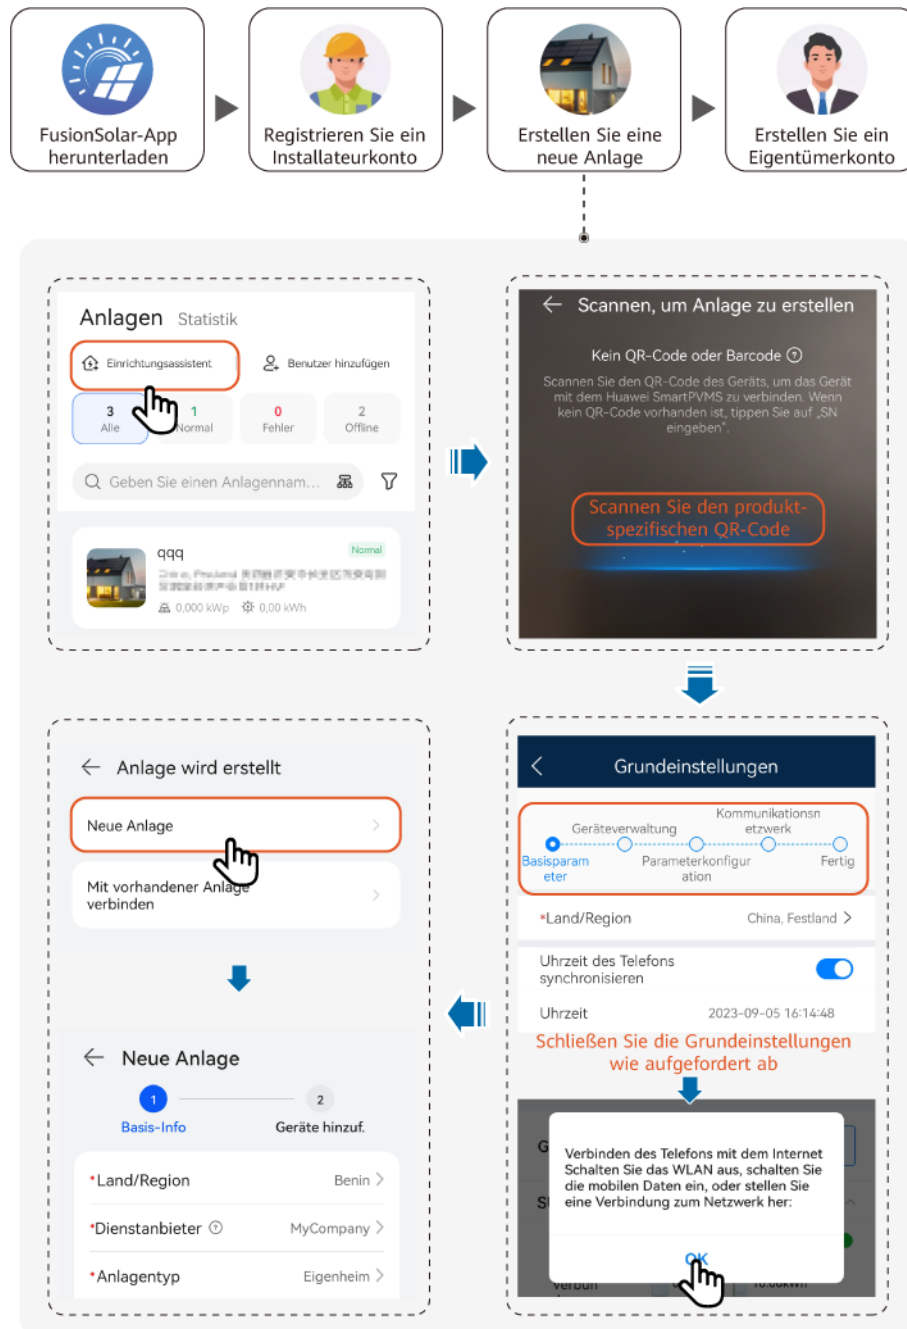 FusionSolar-App
herunterladen
Registrieren Sie ein
Installateurkonto
Erstellen Sie eine
neue Anlage
Erstellen Sie ein
Eigentümerkonto
Anlagen Statistik
Einrichtungsassistent
Benutzer hinzufügen
3
Alle
1
Normal
0
Fehler
2
Offline
Geben Sie einen Anlagennam...
qqq
Normal
0,000 kWp 0,00 kWh
Scannen, um Anlage zu erstellen
Kein QR-Code oder Barcode
Scannen Sie den QR-Code des Geräts, um das Gerät
mit dem Huawei SmartPVMS zu verbinden. Wenn
kein QR-Code vorhanden ist, tippen Sie auf „SN
eingeben".
Scannen Sie den produkt-
spezifischen QR-Code
Grundeinstellungen
Basisparam
eter
Geräteverwaltung
Parameterkonfigur
ation
Kommunikationsn
etzwerk
Fertig
*Land/Region China, Festland
Uhrzeit des Telefons
synchronisieren
Uhrzeit 2023-09-05 16:14:48
Schließen Sie die Grundeinstellungen
wie aufgefordert ab
Verbinden des Telefons mit dem Internet
Schalten Sie das WLAN aus, schalten Sie
die mobilen Daten ein, oder stellen Sie
eine Verbindung zum Netzwerk her:
OK
Anlage wird erstellt
Neue Anlage
Mit vorhandener Anlage
verbinden
Neue Anlage
1
Basis-Info
2
Geräte hinzuf.
*Land/Region Benin
*Dienstanbieter MyCompany
*Anlagentyp Eigenheim